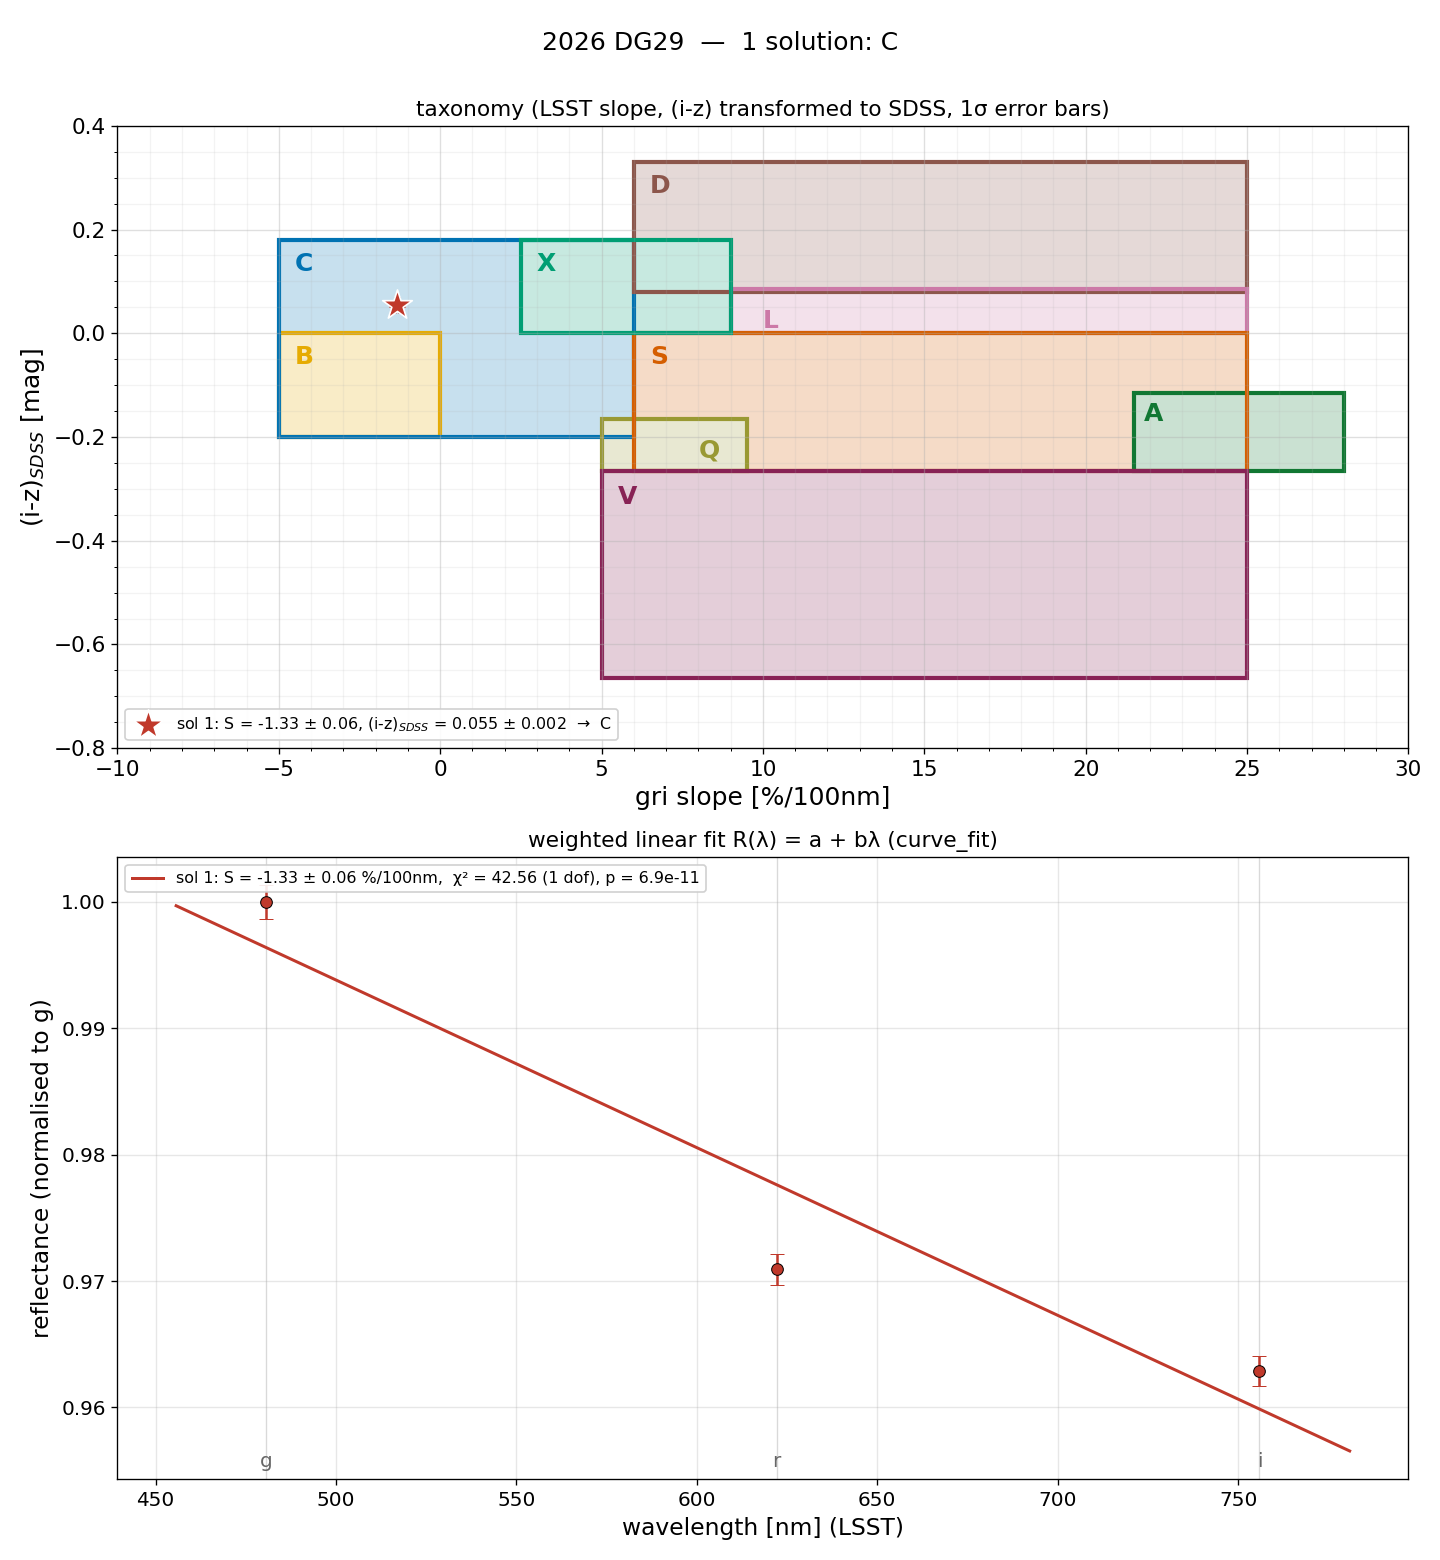 2026 DG29 — 1 solution: C
taxonomy (LSST slope, (i-z) transformed to SDSS, 1σ error bars)
0.4
0.2
0.0
−0.2
−0.4
−0.6
−0.8
(i-z)SDSS [mag]
D
C
X
L
B
S
A
Q
V
sol 1: S = -1.33 ± 0.06, (i-z)SDSS = 0.055 ± 0.002 → C
−10
−5
0
5
10
15
20
25
30
gri slope [%/100nm]
weighted linear fit R(λ) = a + bλ (curve_fit)
sol 1: S = -1.33 ± 0.06 %/100nm, χ² = 42.56 (1 dof), p = 6.9e-11
1.00
0.99
0.98
0.97
0.96
reflectance (normalised to g)
g
r
i
450
500
550
600
650
700
750
wavelength [nm] (LSST)